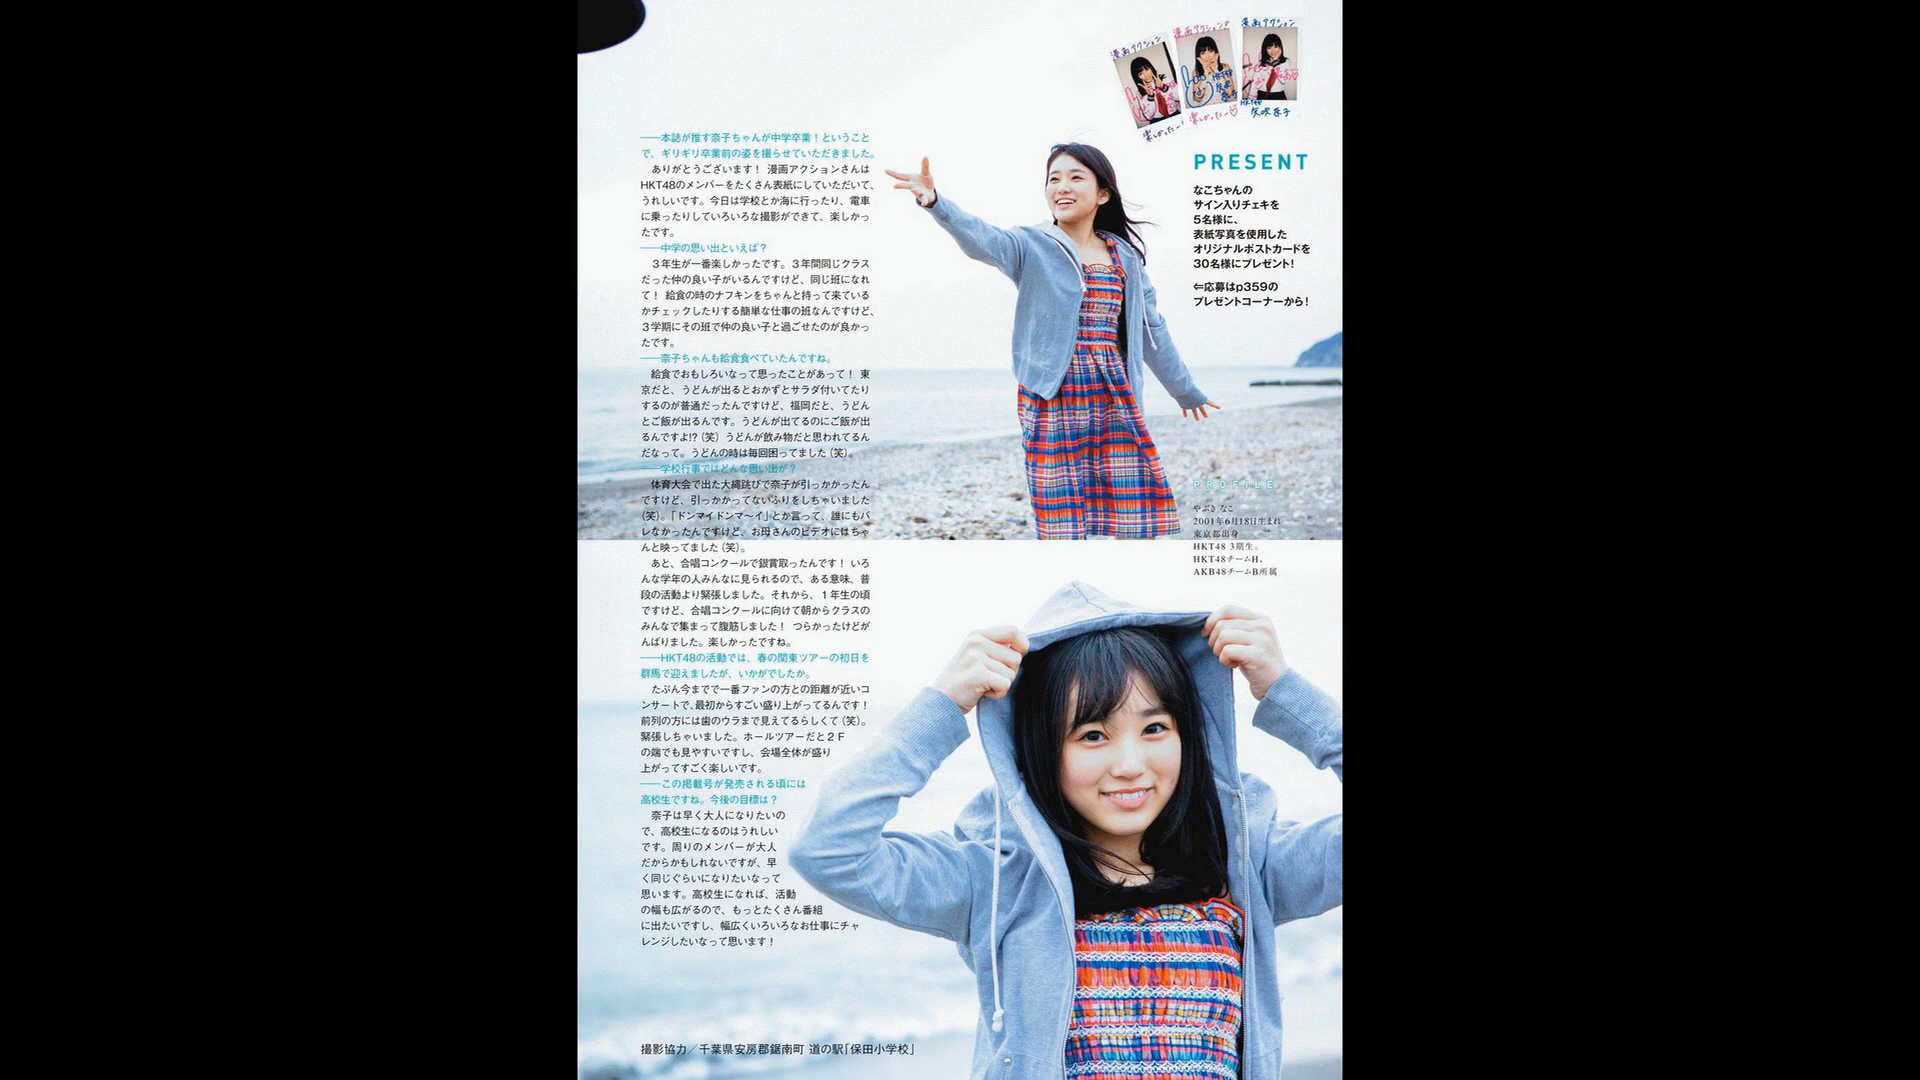 ──本誌が推す奈子ちゃんが中学卒業！ということ
で、ギリギリ卒業前の姿を撮らせていただきました。
ありがとうございます！ 漫画アクションさんは
HKT48のメンバーをたくさん表紙にしていただいて、
うれしいです。今日は学校とか海に行ったり、電車
に乗ったりしていろいろな撮影ができて、楽しかっ
たです。
──中学の思い出といえば？
３年生が一番楽しかったです。３年間同じクラス
だった仲の良い子がいるんですけど、同じ班になれ
て！ 給食の時のナフキンをちゃんと持って来ている
かチェックしたりする簡単な仕事の班なんですけど、
３学期にその班で仲の良い子と過ごせたのが良かっ
たです。
──奈子ちゃんも給食食べていたんですね。
給食でおもしろいなって思ったことがあって！ 東
京だと、うどんが出るとおかずとサラダ付いてたり
するのが普通だったんですけど、福岡だと、うどん
とご飯が出るんです。うどんが出てるのにご飯が出
るんですよ!?（笑）うどんが飲み物だと思われてるん
だなって。うどんの時は毎回困ってました（笑）。
──学校行事ではどんな思い出が？
体育大会で出た大縄跳びで奈子が引っかかったん
ですけど、引っかかってないふりをしちゃいました
（笑）。「ドンマイドンマ〜イ」とか言って、誰にもバ
レなかったんですけど、お母さんのビデオにはちゃ
んと映ってました（笑）。
あと、合唱コンクールで銀賞取ったんです！ いろ
んな学年の人みんなに見られるので、ある意味、普
段の活動より緊張しました。それから、１年生の頃
ですけど、合唱コンクールに向けて朝からクラスの
みんなで集まって腹筋しました！ つらかったけどが
んばりました。楽しかったですね。
──HKT48の活動では、春の関東ツアーの初日を
群馬で迎えましたが、いかがでしたか。
たぶん今までで一番ファンの方との距離が近いコ
ンサートで、最初からすごい盛り上がってるんです！
前列の方には歯のウラまで見えてるらしくて（笑）。
緊張しちゃいました。ホールツアーだと２Ｆ
の端でも見やすいですし、会場全体が盛り
上がってすごく楽しいです。
──この掲載号が発売される頃には
高校生ですね。今後の目標は？
奈子は早く大人になりたいの
で、高校生になるのはうれしい
です。周りのメンバーが大人
だからかもしれないですが、早
く同じぐらいになりたいなって
思います。高校生になれば、活動
の幅も広がるので、もっとたくさん番組
に出たいですし、幅広くいろいろなお仕事にチャ
レンジしたいなって思います！
撮影協力／千葉県安房郡鋸南町 道の駅「保田小学校」
漫画アクション
楽しかったー！
漫画アクション
HKT48
楽しかったー♡
漫画アクション
HKT48
矢吹奈子
PRESENT
なこちゃんの
サイン入りチェキを
5名様に、
表紙写真を使用した
オリジナルポストカードを
30名様にプレゼント！
⇐応募はp359の
プレゼントコーナーから！
PROFILE
やぶき なこ
2001年6月18日生まれ
東京都出身
HKT48 3期生。
HKT48チームH、
AKB48チームB所属